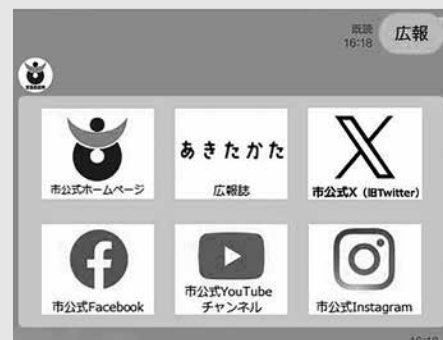 広報
既読
16:18
市公式ホームページ
あきたかた
広報誌
市公式X（旧Twitter）
市公式Facebook
市公式YouTube
チャンネル
市公式Instagram